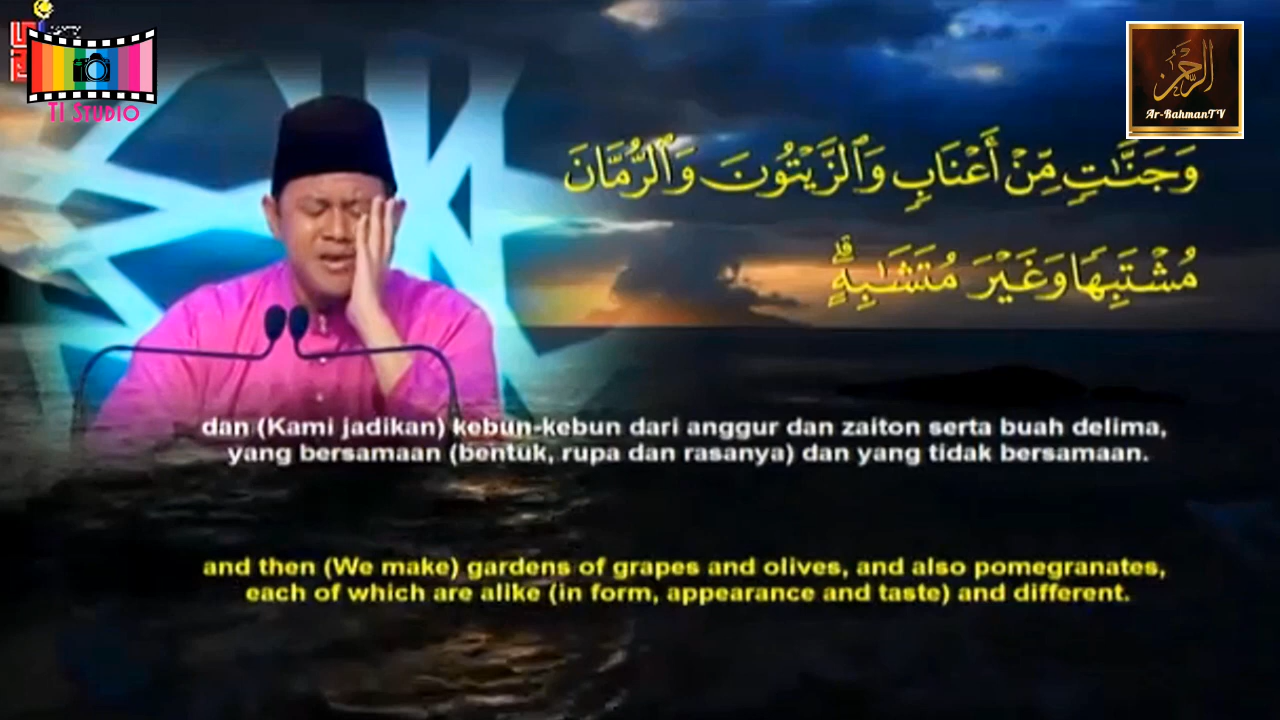 TI STUDIO
الرحمن
Ar-RahmanTV
وَجَنَّـٰتٍ مِّنْ أَعْنَابٍ وَٱلزَّيْتُونَ وَٱلرُّمَّانَ
مُشْتَبِهًا وَغَيْرَ مُتَشَـٰبِهٍ ۗ
dan (Kami jadikan) kebun-kebun dari anggur dan zaiton serta buah delima,
yang bersamaan (bentuk, rupa dan rasanya) dan yang tidak bersamaan.
and then (We make) gardens of grapes and olives, and also pomegranates,
each of which are alike (in form, appearance and taste) and different.